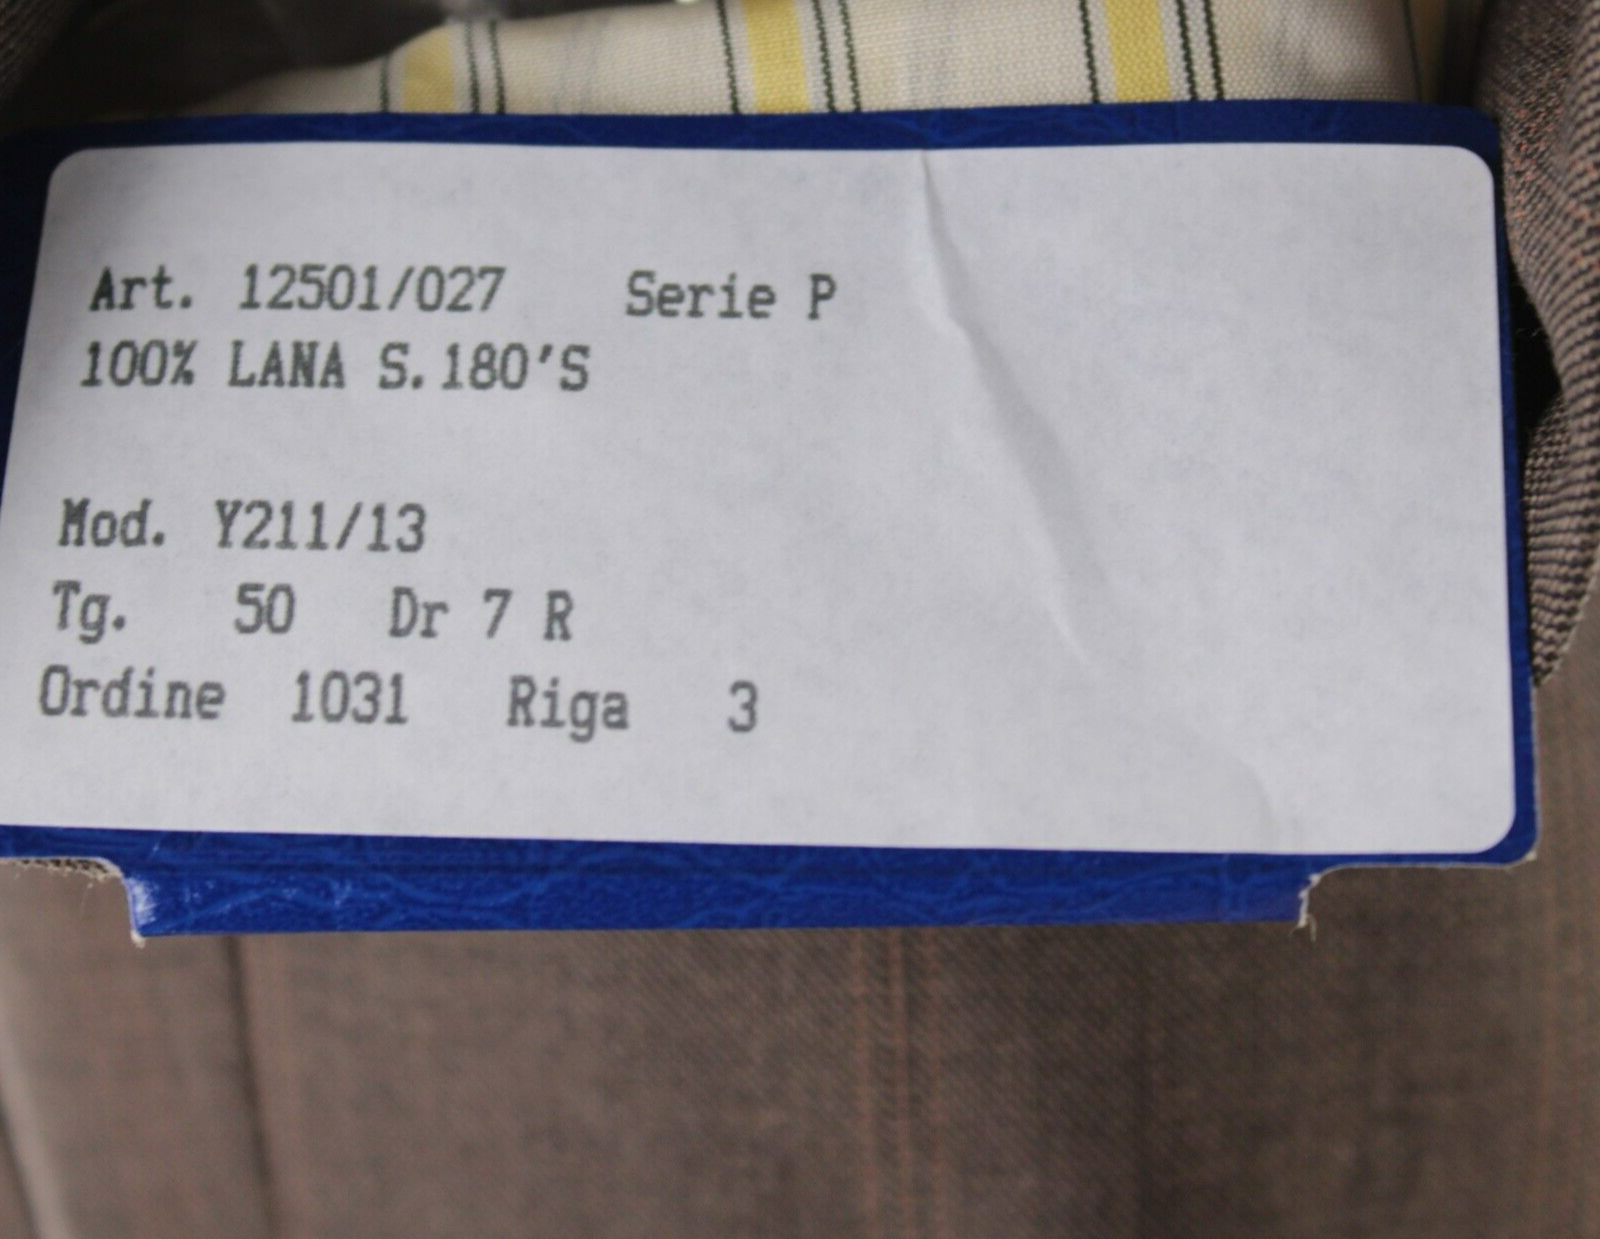 Art. 12501/027 Serie P
100% LANA S.180'S
Mod. Y211/13
Tg. 50 Dr 7 R
Ordine 1031 Riga 3